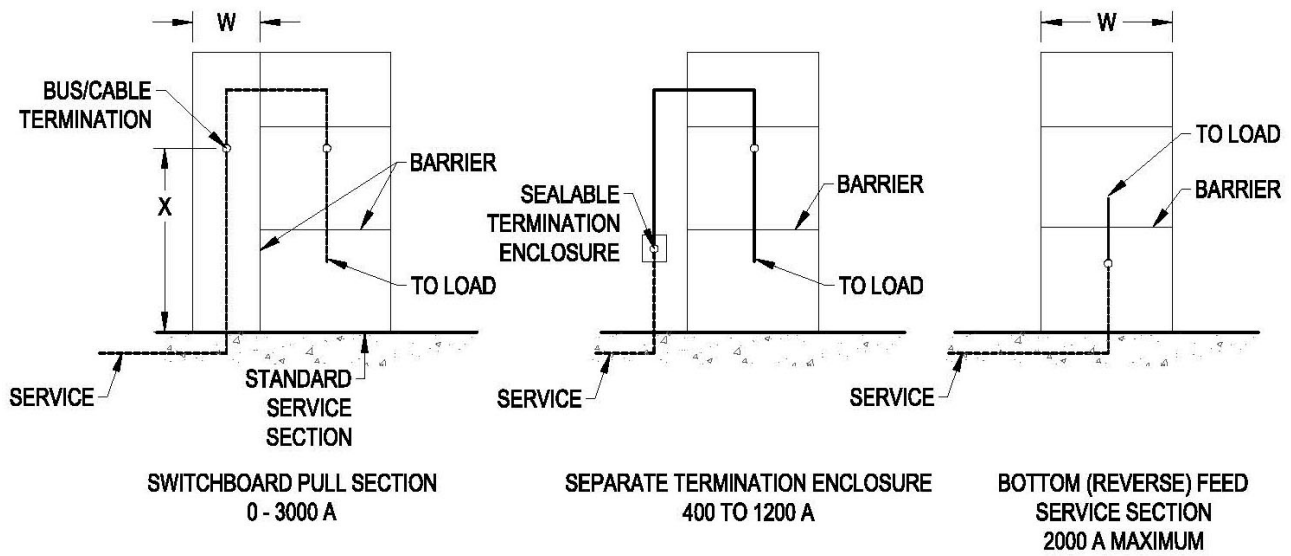 W
BUS/CABLE
TERMINATION
X
BARRIER
TO LOAD
SERVICE
STANDARD
SERVICE
SECTION
SWITCHBOARD PULL SECTION
0 - 3000 A
SEALABLE
TERMINATION
ENCLOSURE
BARRIER
TO LOAD
SERVICE
SEPARATE TERMINATION ENCLOSURE
400 TO 1200 A
W
TO LOAD
BARRIER
SERVICE
BOTTOM (REVERSE) FEED
SERVICE SECTION
2000 A MAXIMUM